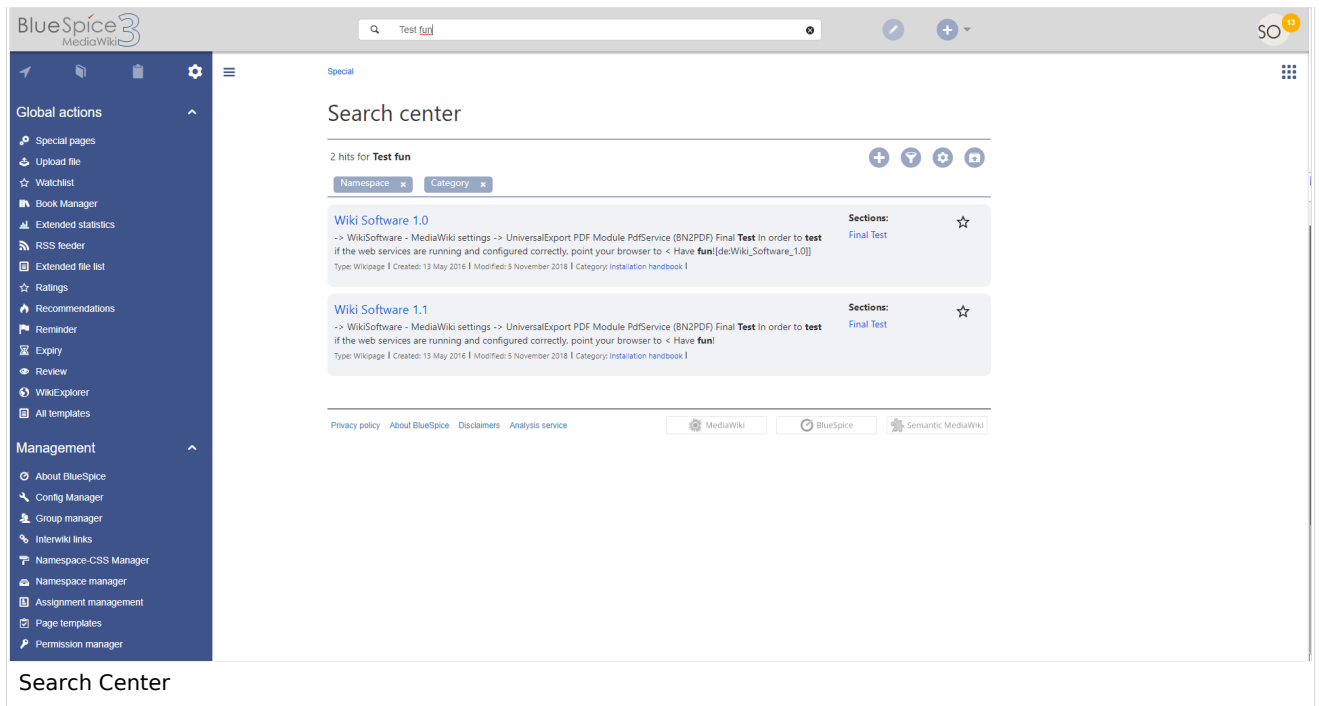 BlueSpice 3
MediaWiki
Test fun
SO
13
Special
Global actions
Special pages
Upload file
Watchlist
Book Manager
Extended statistics
RSS feeder
Extended file list
Ratings
Recommendations
Reminder
Expiry
Review
WikiExplorer
All templates
Management
About BlueSpice
Config Manager
Group manager
Interwiki links
Namespace-CSS Manager
Namespace manager
Assignment management
Page templates
Permission manager
Search center
2 hits for Test fun
Namespace x Category x
Wiki Software 1.0
-> WikiSoftware - MediaWiki settings -> UniversalExport PDF Module PdfService (BN2PDF) Final Test In order to test
if the web services are running and configured correctly, point your browser to < Have fun![de:Wiki_Software_1.0]]
Type: Wikipage | Created: 13 May 2016 | Modified: 5 November 2018 | Category: Installation handbook |
Sections:
Final Test
Wiki Software 1.1
-> WikiSoftware - MediaWiki settings -> UniversalExport PDF Module PdfService (BN2PDF) Final Test In order to test
if the web services are running and configured correctly, point your browser to < Have fun!
Type: Wikipage | Created: 13 May 2016 | Modified: 5 November 2018 | Category: Installation handbook |
Sections:
Final Test
Privacy policy About BlueSpice Disclaimers Analysis service
MediaWiki BlueSpice Semantic MediaWiki
Search Center